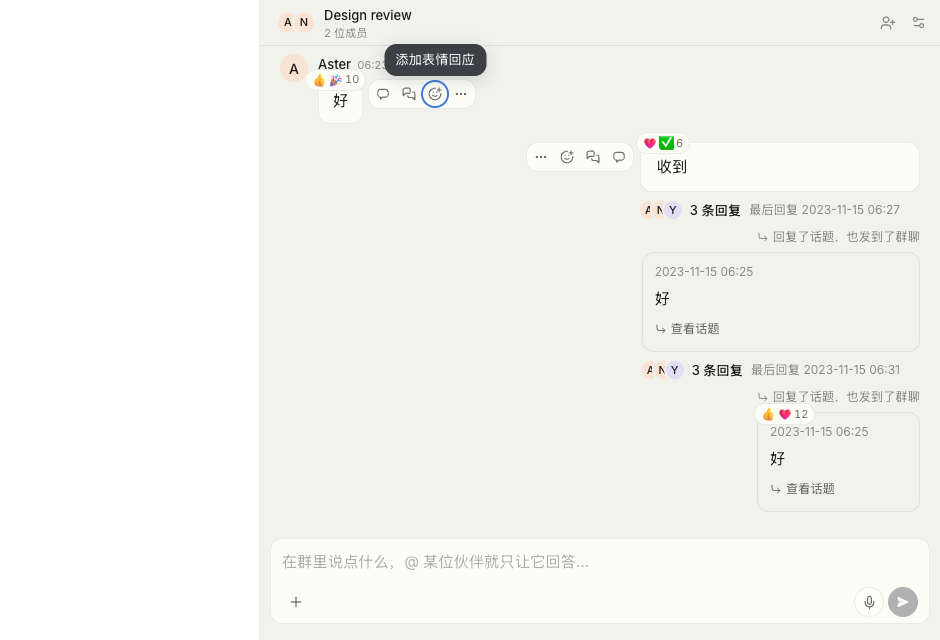 A N Design review
2 位成员
添加表情回应
A Aster
👍 🎉 10
好
❤️ ✅ 6
收到
A N Y 3 条回复 最后回复 2023-11-15 06:27
回复了话题，也发到了群聊
2023-11-15 06:25
好
查看话题
A N Y 3 条回复 最后回复 2023-11-15 06:31
回复了话题，也发到了群聊
👍 ❤️ 12
2023-11-15 06:25
好
查看话题
在群里说点什么，@ 某位伙伴就只让它回答...